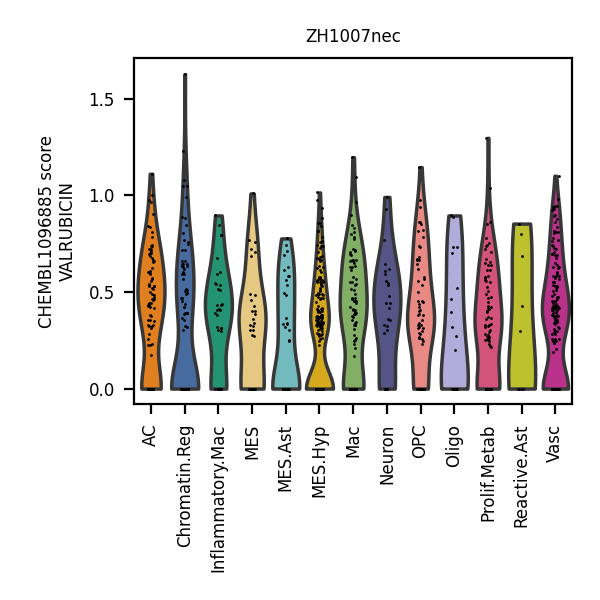 ZH1007nec
CHEMBL1096885 score
VALRUBICIN
1.5
1.0
0.5
0.0
AC
Chromatin.Reg
Inflammatory.Mac
MES
MES.Ast
MES.Hyp
Mac
Neuron
OPC
Oligo
Prolif.Metab
Reactive.Ast
Vasc